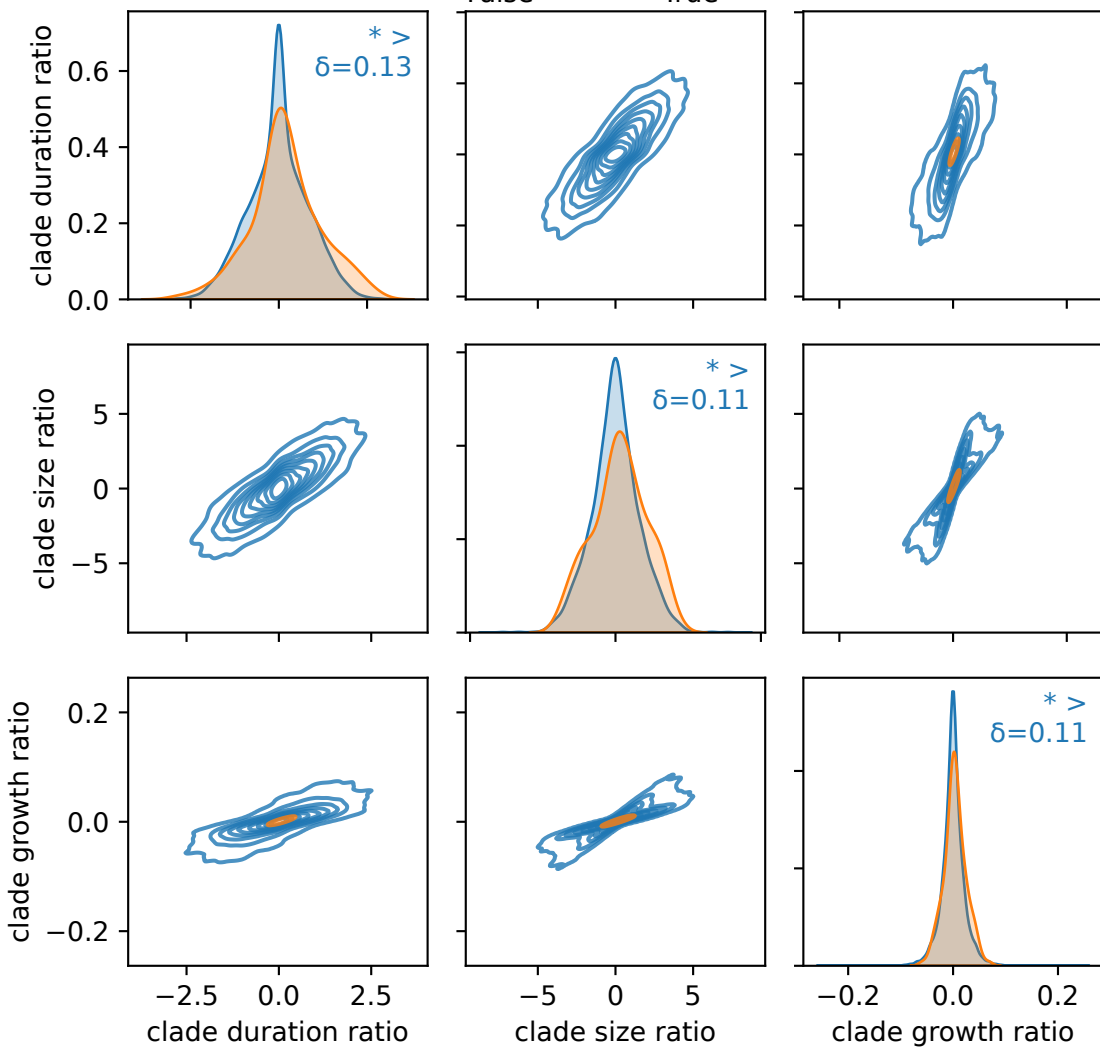 clade duration ratio
0.6
0.4
0.2
0.0
* >
δ=0.13
clade size ratio
5
0
−5
* >
δ=0.11
clade growth ratio
0.2
0.0
−0.2
* >
δ=0.11
−2.5 0.0 2.5
−5 0 5
−0.2 0.0 0.2
clade duration ratio
clade size ratio
clade growth ratio